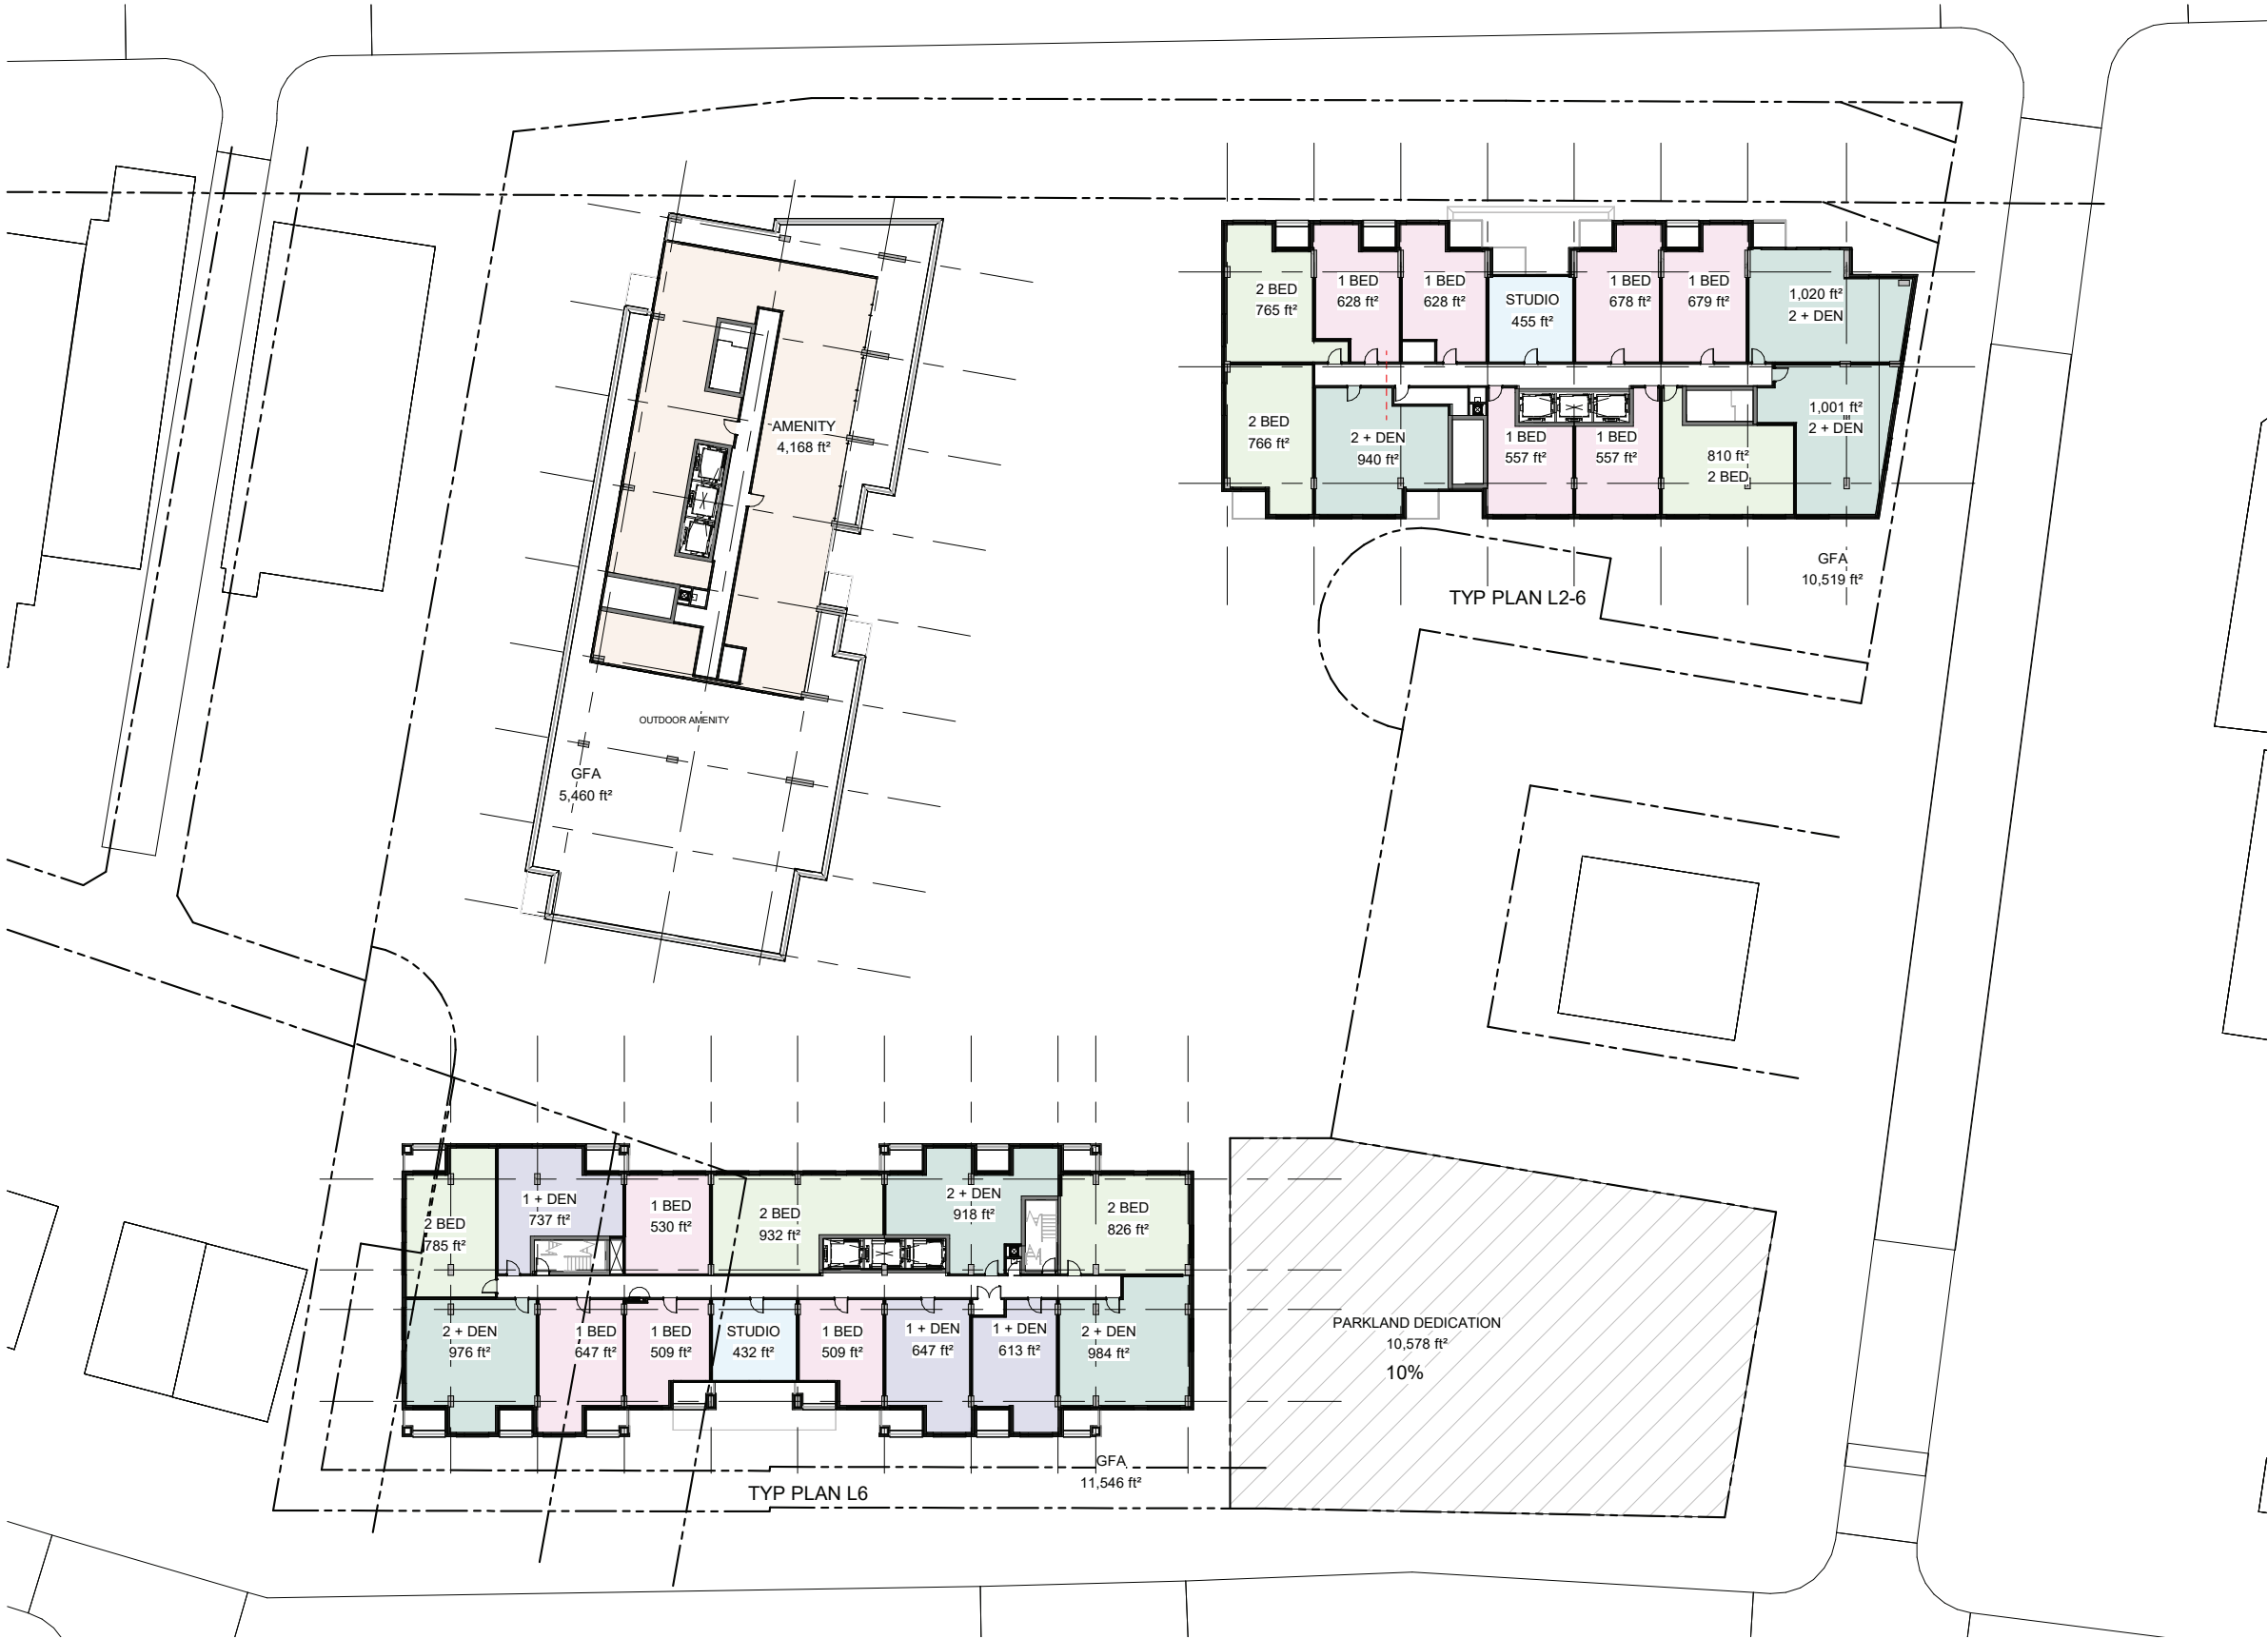 2 BED
765 ft²
1 BED
628 ft²
1 BED
628 ft²
STUDIO
455 ft²
1 BED
678 ft²
1 BED
679 ft²
1,020 ft²
2 + DEN
2 BED
766 ft²
2 + DEN
940 ft²
1 BED
557 ft²
1 BED
557 ft²
810 ft²
2 BED
1,001 ft²
2 + DEN
GFA
10,519 ft²
TYP PLAN L2-6
AMENITY
4,168 ft²
OUTDOOR AMENITY
GFA
5,460 ft²
2 BED
785 ft²
1 + DEN
737 ft²
1 BED
530 ft²
2 BED
932 ft²
2 + DEN
918 ft²
2 BED
826 ft²
2 + DEN
976 ft²
1 BED
647 ft²
1 BED
509 ft²
STUDIO
432 ft²
1 BED
509 ft²
1 + DEN
647 ft²
1 + DEN
613 ft²
2 + DEN
984 ft²
GFA
11,546 ft²
TYP PLAN L6
PARKLAND DEDICATION
10,578 ft²
10%